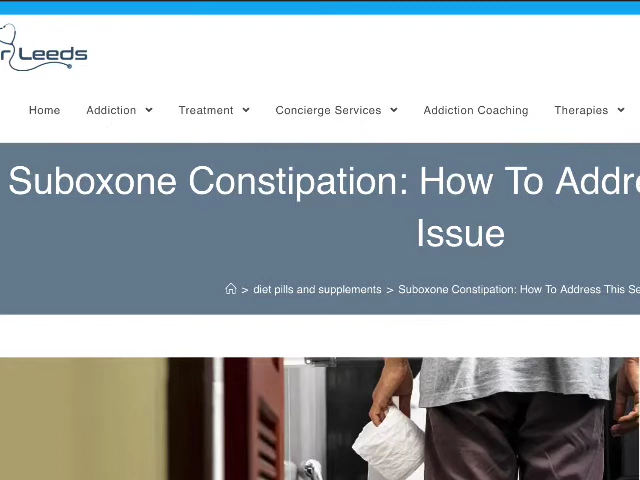 r Leeds
Home Addiction Treatment Concierge Services Addiction Coaching Therapies
Suboxone Constipation: How To Addre
Issue
> diet pills and supplements > Suboxone Constipation: How To Address This Se